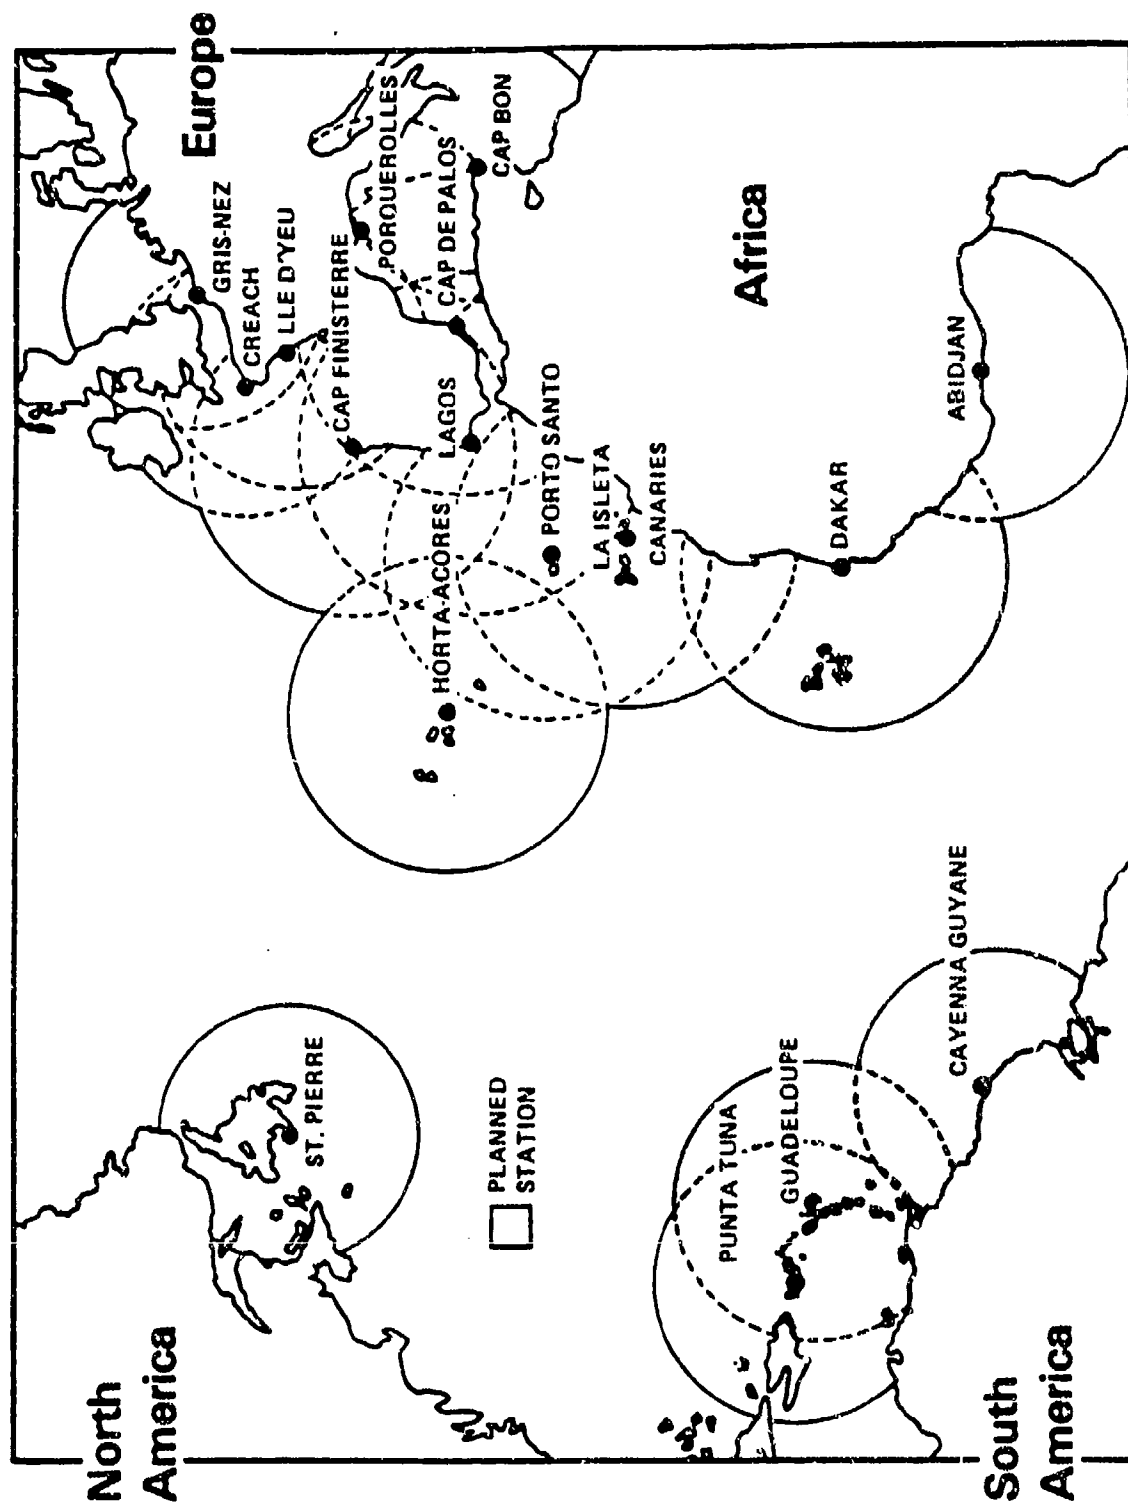 North
America
Europe
GRIS-NEZ
CREACH
LLE D'YEU
CAP FINISTERRE
PORQUEROLLES
CAP DE PALOS
CAP BON
LAGOS
HORTA-ACORES
PORTO SANTO
LA ISLETA
CANARIES
Africa
DAKAR
ABIDJAN
ST. PIERRE
PLANNED
STATION
PUNTA TUNA
GUADELOUPE
CAYENNA GUYANE
South
America